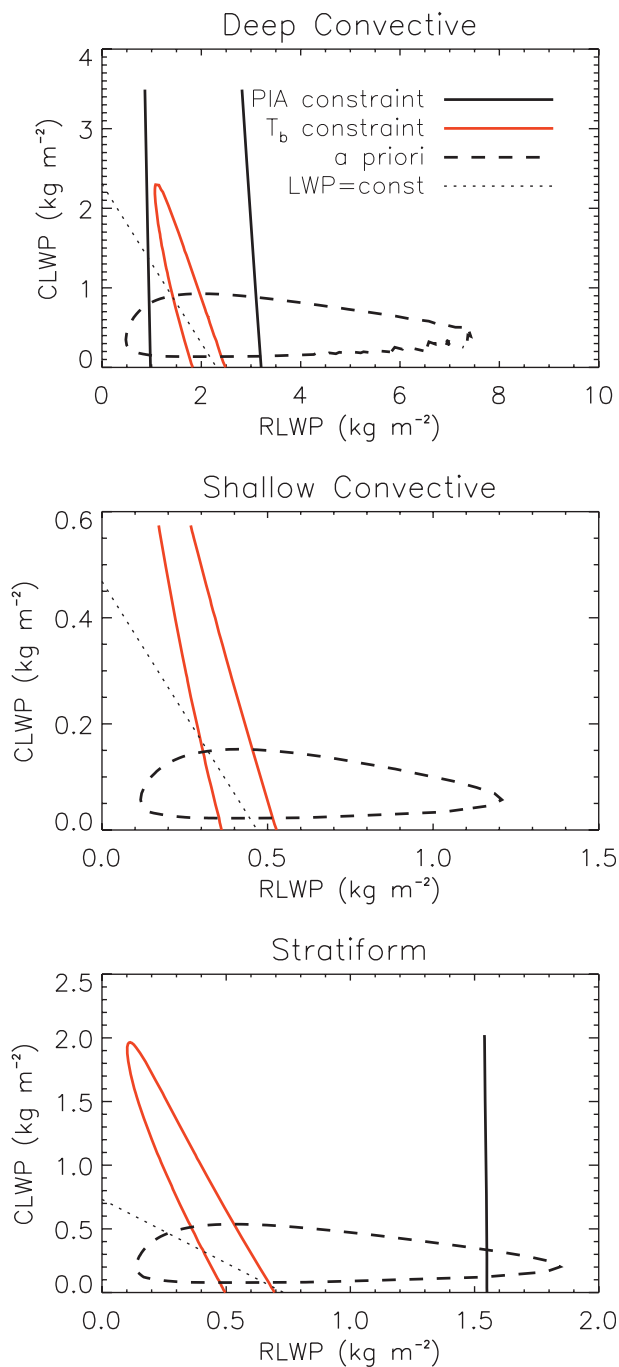 Deep Convective
PIA constraint
T_b constraint
a priori
LWP=const
CLWP (kg m⁻²)
4
3
2
1
0
0 2 4 6 8 10
RLWP (kg m⁻²)
Shallow Convective
CLWP (kg m⁻²)
0.6
0.4
0.2
0.0
0.0 0.5 1.0 1.5
RLWP (kg m⁻²)
Stratiform
CLWP (kg m⁻²)
2.5
2.0
1.5
1.0
0.5
0.0
0.0 0.5 1.0 1.5 2.0
RLWP (kg m⁻²)